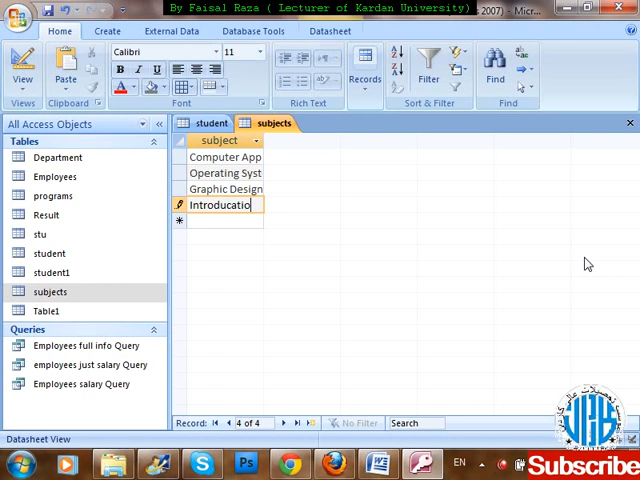 By Faisal Raza ( Lecturer of Kardan University)
s 2007) - Micr...
Home
Create
External Data
Database Tools
Datasheet
View
Views
Paste
Clipboard
Calibri
11
B I U
A
Font
Rich Text
Records
Filter
Sort & Filter
Find
Find
All Access Objects
student
subjects
Tables
Department
Employees
programs
Result
stu
student
student1
subjects
Table1
Queries
Employees full info Query
employees just salary Query
Employees salary Query
subject
Computer App
Operating Syst
Graphic Design
Introducatio
Record:
4 of 4
No Filter
Search
Datasheet View
Ps
EN
Subscribe